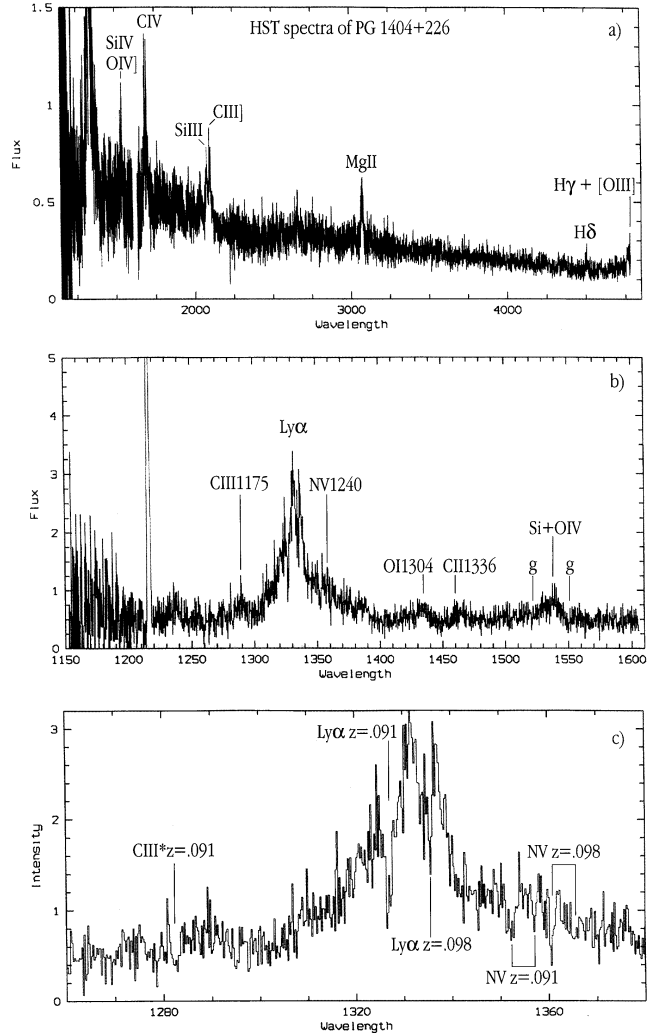 HST spectra of PG 1404+226
a)
CIV
SiIV
OIV]
SiIII
CIII]
MgII
Hγ + [OIII]
Hδ
Flux
1.5
1
0.5
0
2000
3000
4000
Wavelength
b)
Lyα
CIII1175
NV1240
Si+OIV
OI1304
CII1336
g
g
Flux
5
4
3
2
1
0
1150
1200
1250
1300
1350
1400
1450
1500
1550
1600
Wavelength
c)
Lyα z=.091
CIII*z=.091
NV z=.098
Lyα z=.098
NV z=.091
Intensity
3
2
1
0
1280
1320
1360
Wavelength